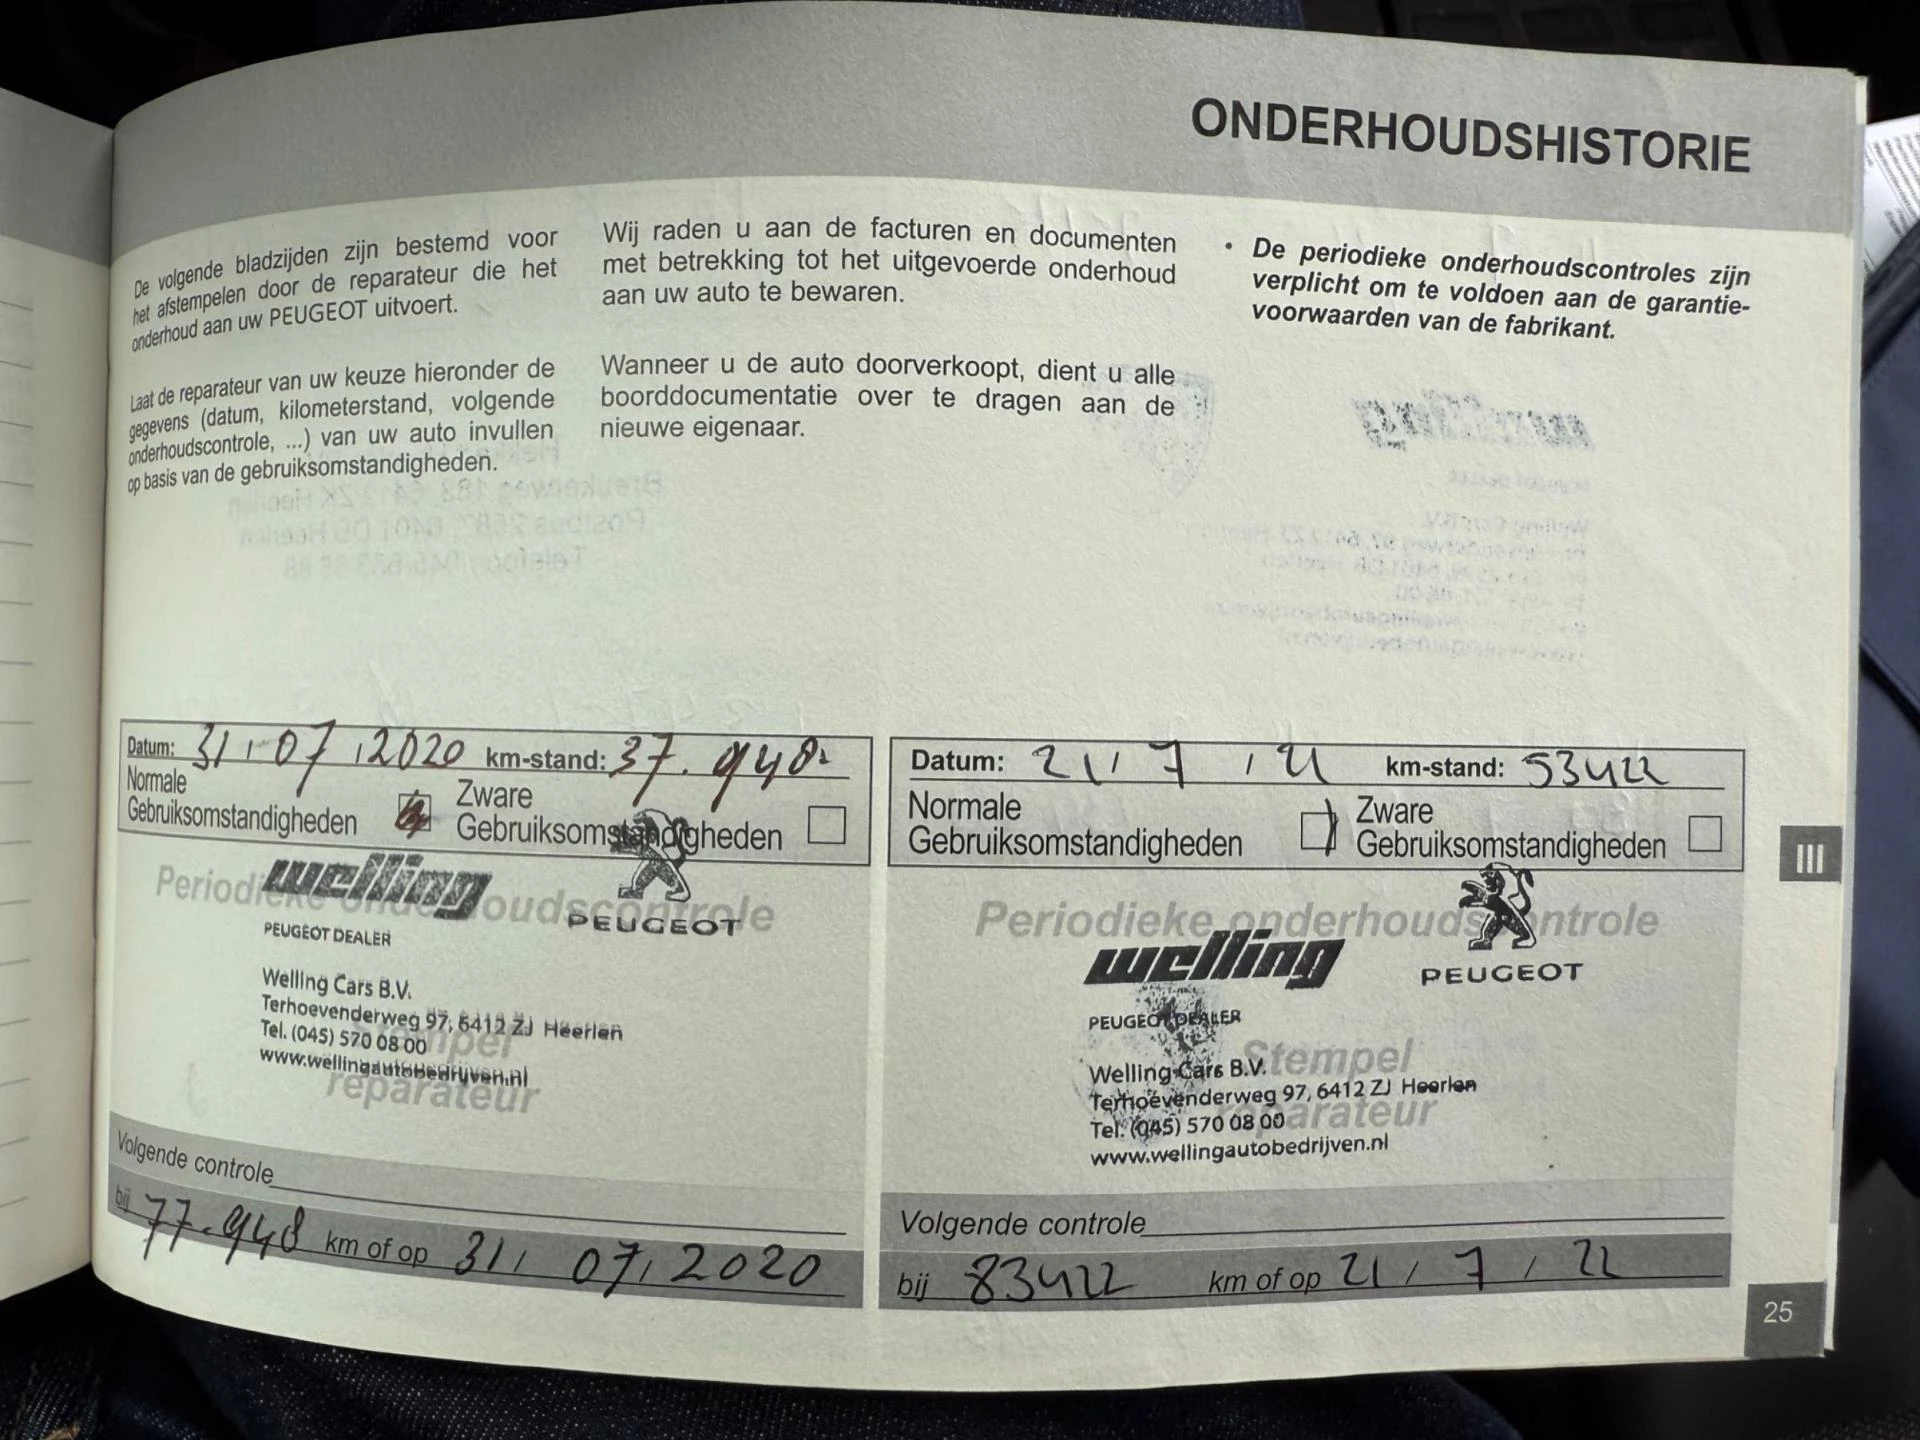 ONDERHOUDSHISTORIE
De volgende bladzijden zijn bestemd voor
het afstempelen door de reparateur die het
onderhoud aan uw PEUGEOT uitvoert.
Laat de reparateur van uw keuze hieronder de
gegevens (datum, kilometerstand, volgende
onderhoudscontrole, ...) van uw auto invullen
op basis van de gebruiksomstandigheden.
Wij raden u aan de facturen en documenten
met betrekking tot het uitgevoerde onderhoud
aan uw auto te bewaren.
Wanneer u de auto doorverkoopt, dient u alle
boorddocumentatie over te dragen aan de
nieuwe eigenaar.
• De periodieke onderhoudscontroles zijn
verplicht om te voldoen aan de garantie-
voorwaarden van de fabrikant.
Datum: 31 / 07 / 2020 km-stand: 37.948
Normale
Gebruiksomstandigheden
Zware
Gebruiksomstandigheden
Periodieke onderhoudscontrole
welling
PEUGEOT
PEUGEOT DEALER
Welling Cars B.V.
Terhoevenderweg 97, 6412 ZJ Heerlen
Tel. (045) 570 08 00
www.wellingautobedrijven.nl
Stempel
reparateur
Volgende controle
bij 77.948 km of op 31 / 07 / 2020
Datum: 21 / 7 / 21 km-stand: 53422
Normale
Gebruiksomstandigheden
Zware
Gebruiksomstandigheden
Periodieke onderhoudscontrole
welling
PEUGEOT
PEUGEOT DEALER
Welling Cars B.V.
Terhoevenderweg 97, 6412 ZJ Heerlen
Tel. (045) 570 08 00
www.wellingautobedrijven.nl
Stempel
reparateur
Volgende controle
bij 83422 km of op 21 / 7 / 22
III
25